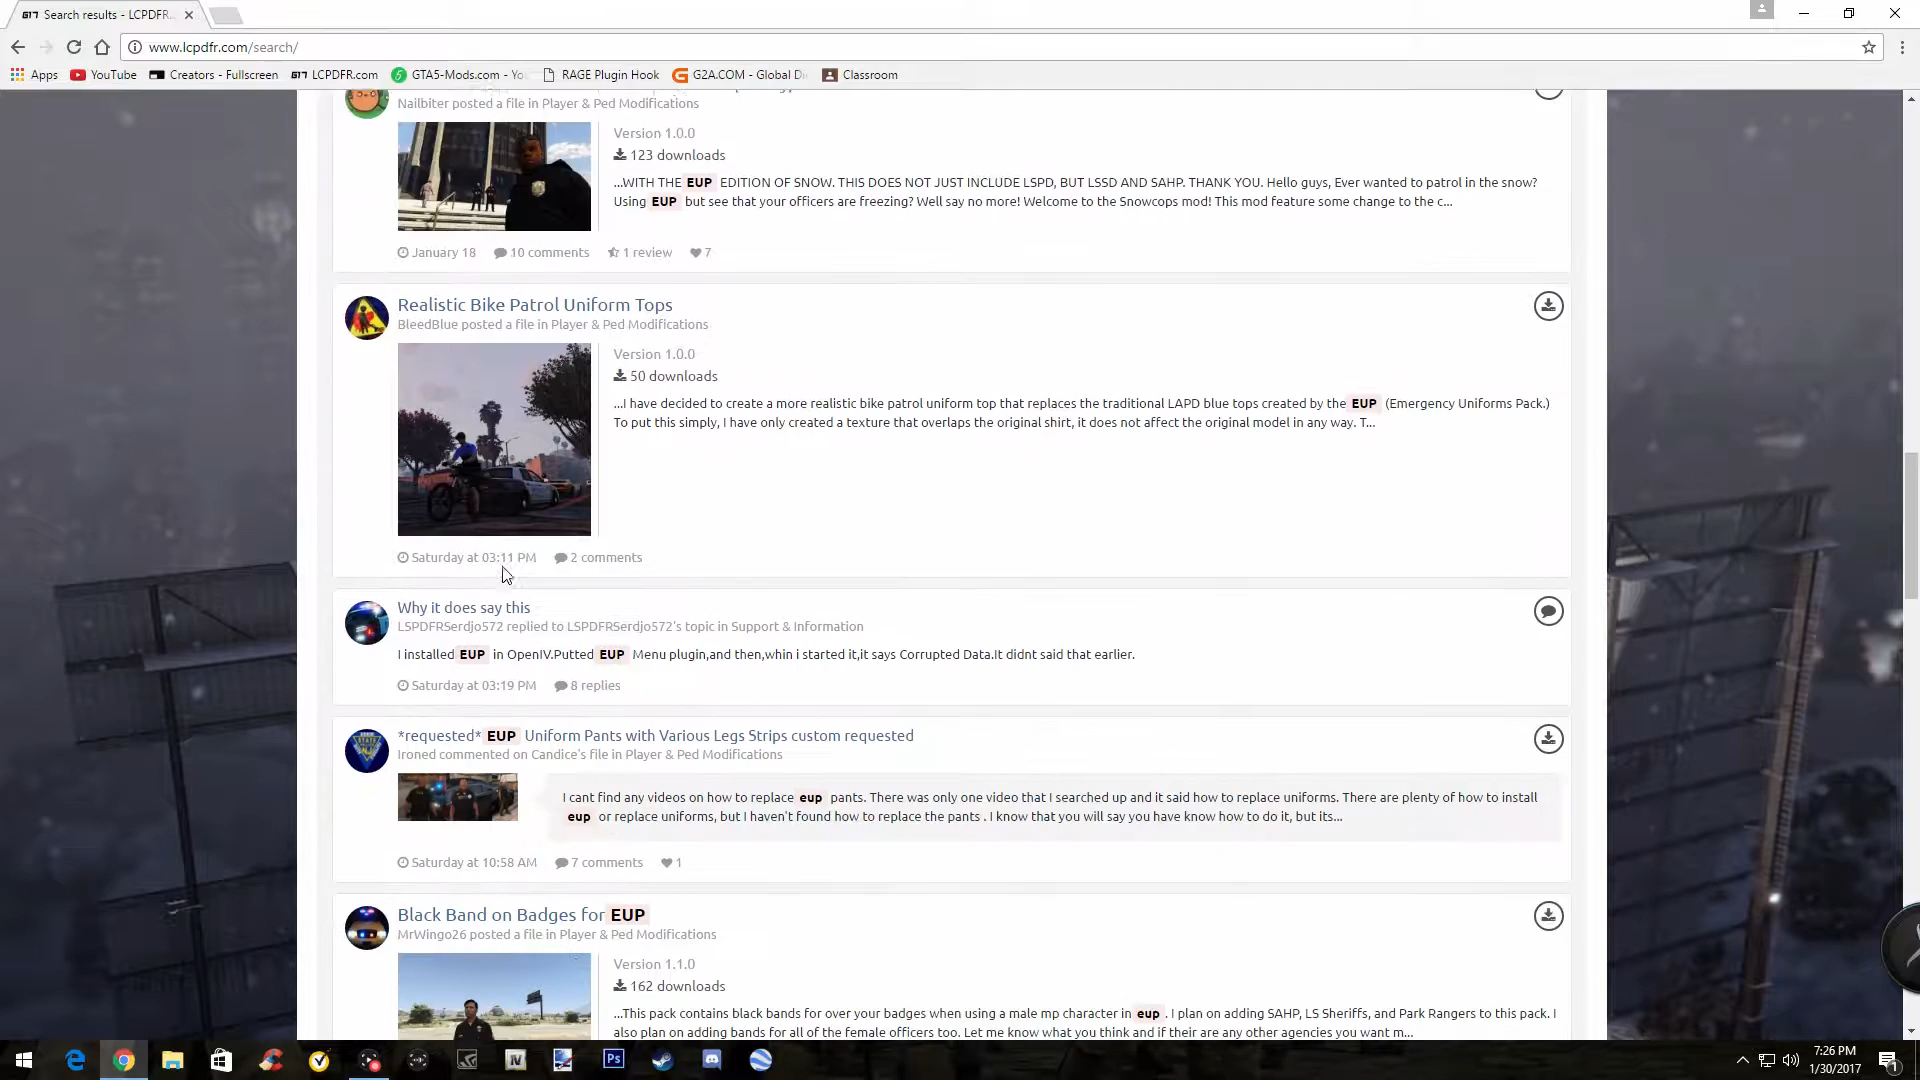 G17 Search results - LCPDFR.
www.lcpdfr.com/search/
Apps YouTube Creators - Fullscreen G17 LCPDFR.com GTA5-Mods.com - Yo RAGE Plugin Hook G2A.COM - Global Di Classroom
Nailbiter posted a file in Player & Ped Modifications
Version 1.0.0
123 downloads
...WITH THE EUP EDITION OF SNOW. THIS DOES NOT JUST INCLUDE LSPD, BUT LSSD AND SAHP. THANK YOU. Hello guys, Ever wanted to patrol in the snow?
Using EUP but see that your officers are freezing? Well say no more! Welcome to the Snowcops mod! This mod feature some change to the c...
January 18 10 comments 1 review 7
Realistic Bike Patrol Uniform Tops
BleedBlue posted a file in Player & Ped Modifications
Version 1.0.0
50 downloads
...I have decided to create a more realistic bike patrol uniform top that replaces the traditional LAPD blue tops created by the EUP (Emergency Uniforms Pack.)
To put this simply, I have only created a texture that overlaps the original shirt, it does not affect the original model in any way. T...
Saturday at 03:11 PM 2 comments
Why it does say this
LSPDFRSerdjo572 replied to LSPDFRSerdjo572's topic in Support & Information
I installed EUP in OpenIV.Putted EUP Menu plugin,and then,whin i started it,it says Corrupted Data.It didnt said that earlier.
Saturday at 03:19 PM 8 replies
*requested* EUP Uniform Pants with Various Legs Strips custom requested
Ironed commented on Candice's file in Player & Ped Modifications
I cant find any videos on how to replace eup pants. There was only one video that I searched up and it said how to replace uniforms. There are plenty of how to install
eup or replace uniforms, but I haven't found how to replace the pants . I know that you will say you have know how to do it, but its...
Saturday at 10:58 AM 7 comments 1
Black Band on Badges for EUP
MrWingo26 posted a file in Player & Ped Modifications
Version 1.1.0
162 downloads
...This pack contains black bands for over your badges when using a male mp character in eup . I plan on adding SAHP, LS Sheriffs, and Park Rangers to this pack. I
also plan on adding bands for all of the female officers too. Let me know what you think and if their are any other agencies you want m...
IV
Ps
7:26 PM
1/30/2017
1